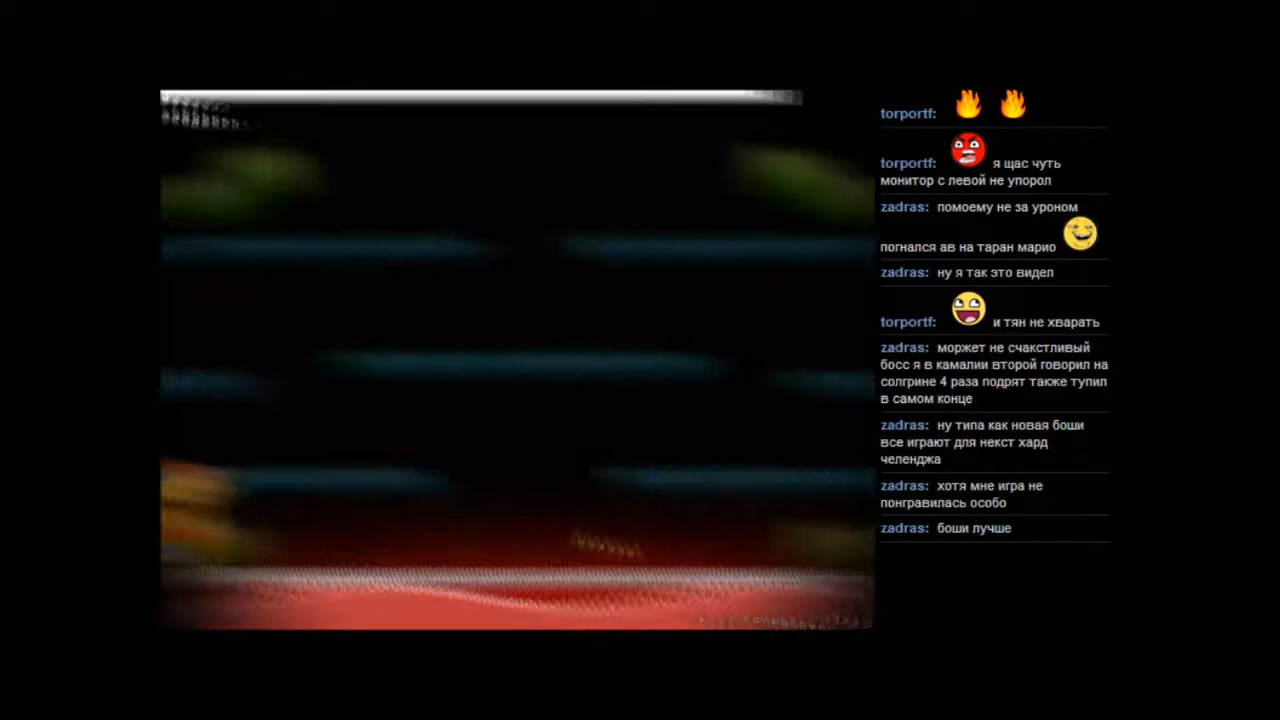 torportf:
torportf: я щас чуть
монитор с левой не упорол
zadras: помоему не за уроном
погнался ав на таран марио
zadras: ну я так это видел
torportf: и тян не хварать
zadras: моржет не счакстливый
босс я в камалии второй говорил на
солгрине 4 раза подрят также тупил
в самом конце
zadras: ну типа как новая боши
все играют для некст хард
челенджа
zadras: хотя мне игра не
понгравилась особо
zadras: боши лучше